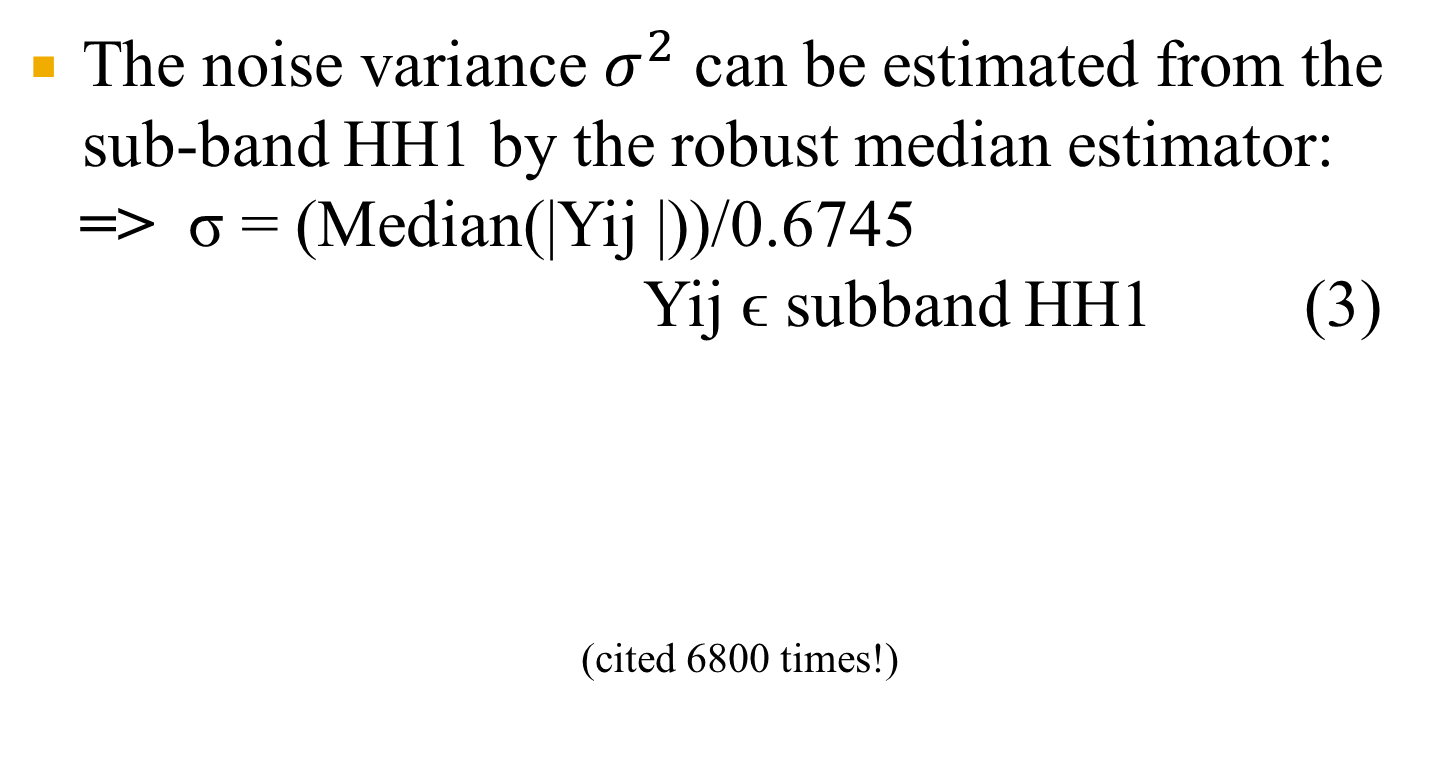 The noise variance 𝜎² can be estimated from the
sub-band HH1 by the robust median estimator:
=> σ = (Median(|Yij |))/0.6745
Yij ϵ subband HH1 (3)
(cited 6800 times!)